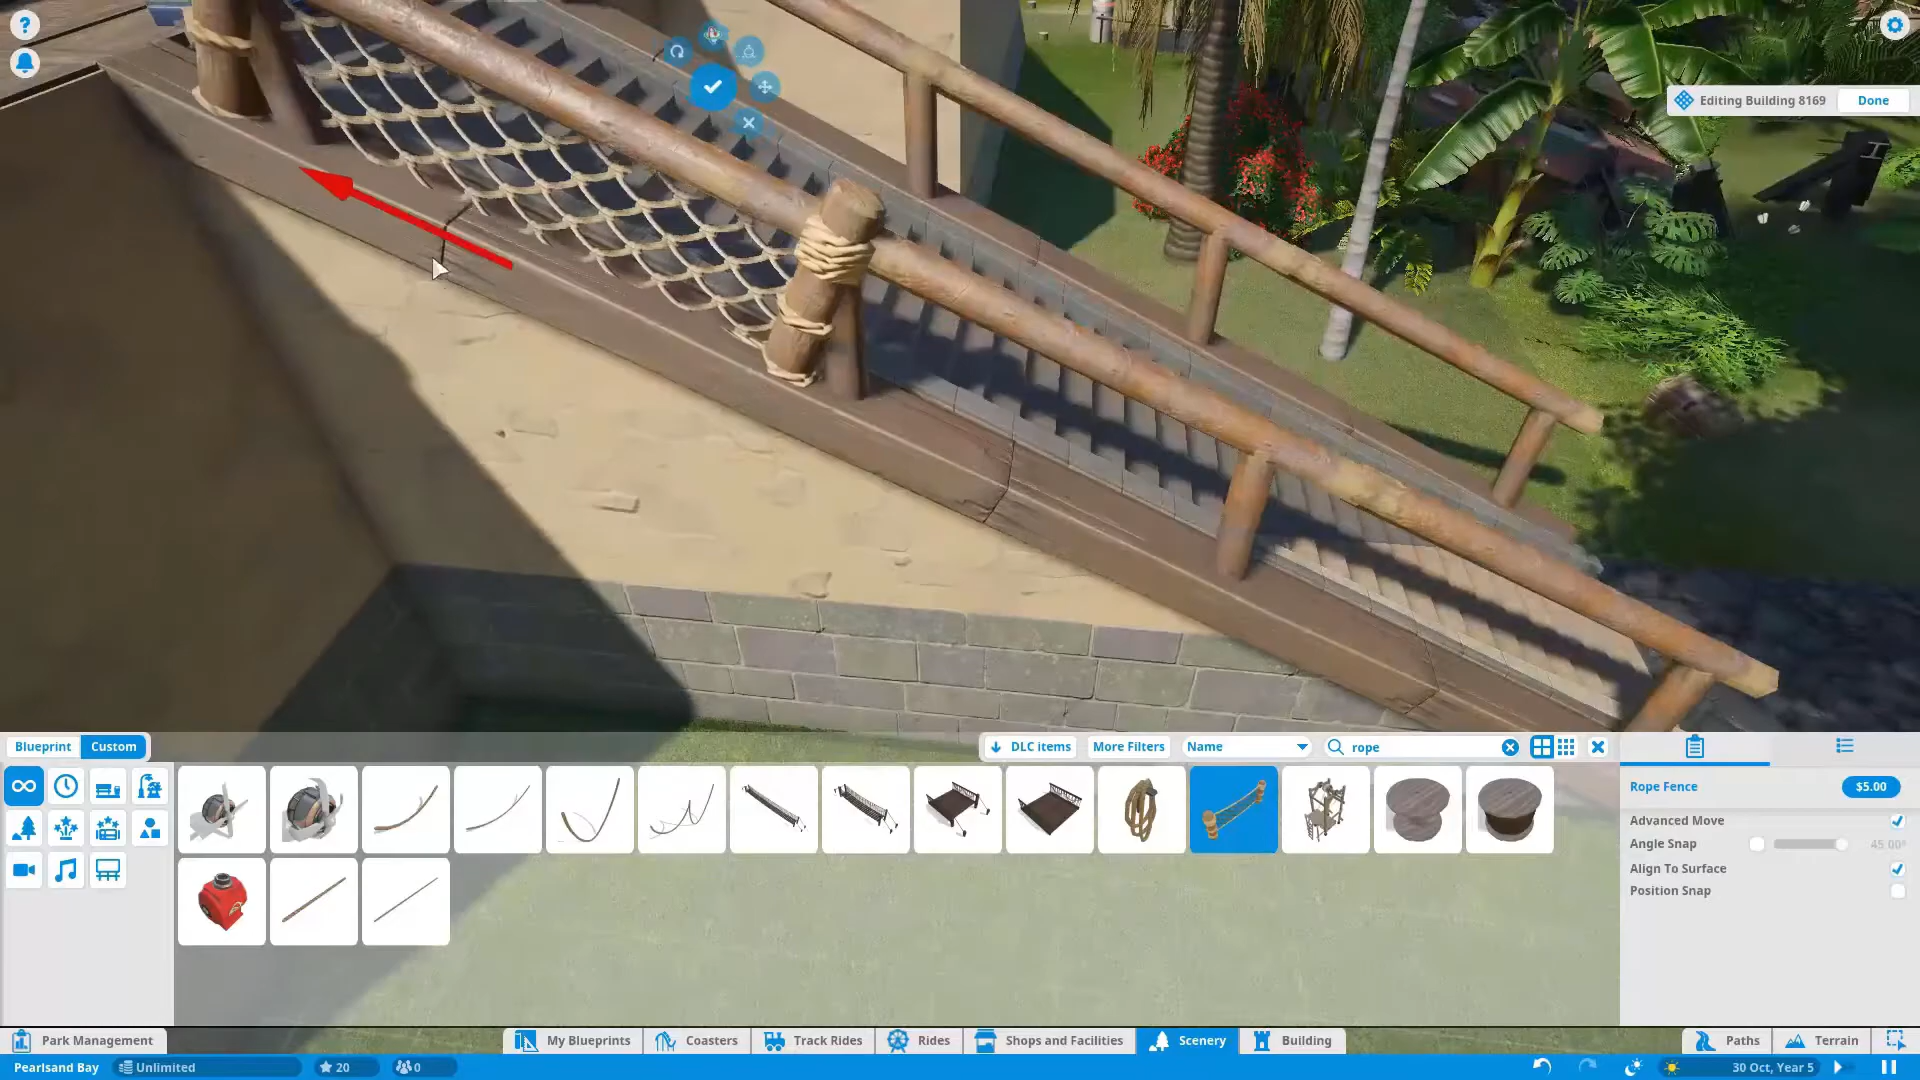 Editing Building 8169
Done
Blueprint
Custom
DLC items
More Filters
Name
rope
Rope Fence
$5.00
Advanced Move
Angle Snap
45.00°
Align To Surface
Position Snap
Park Management
My Blueprints
Coasters
Track Rides
Rides
Shops and Facilities
Scenery
Building
Paths
Terrain
Pearlsand Bay
Unlimited
20
0
30 Oct, Year 5